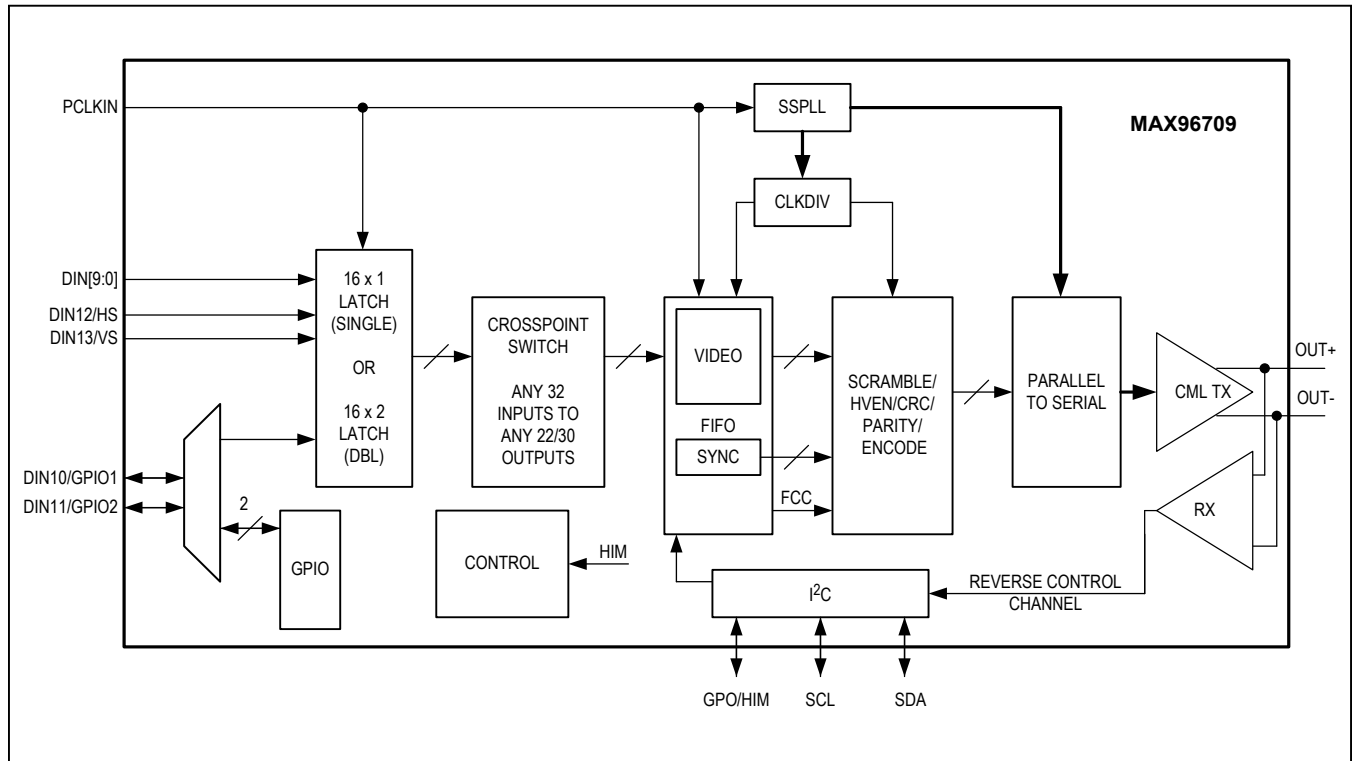 PCLKIN
SSPLL
MAX96709
CLKDIV
DIN[9:0]
DIN12/HS
DIN13/VS
DIN10/GPIO1
DIN11/GPIO2
16 x 1
LATCH
(SINGLE)
OR
16 x 2
LATCH
(DBL)
2
GPIO
CROSSPOINT
SWITCH
ANY 32
INPUTS TO
ANY 22/30
OUTPUTS
CONTROL
HIM
VIDEO
FIFO
SYNC
FCC
SCRAMBLE/
HVEN/CRC/
PARITY/
ENCODE
PARALLEL
TO SERIAL
CML TX
OUT+
OUT-
RX
REVERSE CONTROL
CHANNEL
I2C
GPO/HIM
SCL
SDA